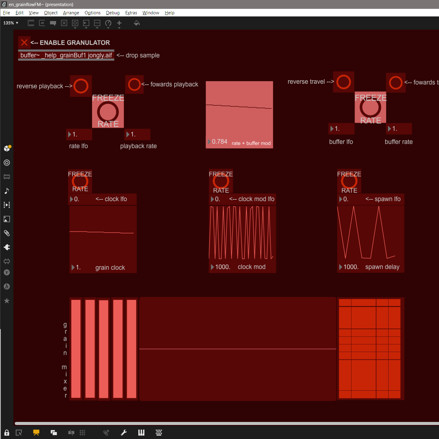 en_grainflowFM~ (presentation)
File Edit View Object Arrange Options Debug Extras Window Help
135%
<-- ENABLE GRANULATOR
buffer~ _help_grainBuf1 jongly.aif <-- drop sample
reverse playback --> <-- fowards playback
reverse travel --> <-- fowards t
FREEZE
RATE
1. 1.
rate lfo playback rate
0.784 rate + buffer mod
FREEZE
RATE
1. 1.
buffer lfo buffer rate
FREEZE
RATE
0. <-- clock lfo
1. grain clock
FREEZE
RATE
0. <-- clock mod lfo
1000. clock mod
FREEZE
RATE
0. <-- spawn lfo
1000. spawn delay
grain mixer